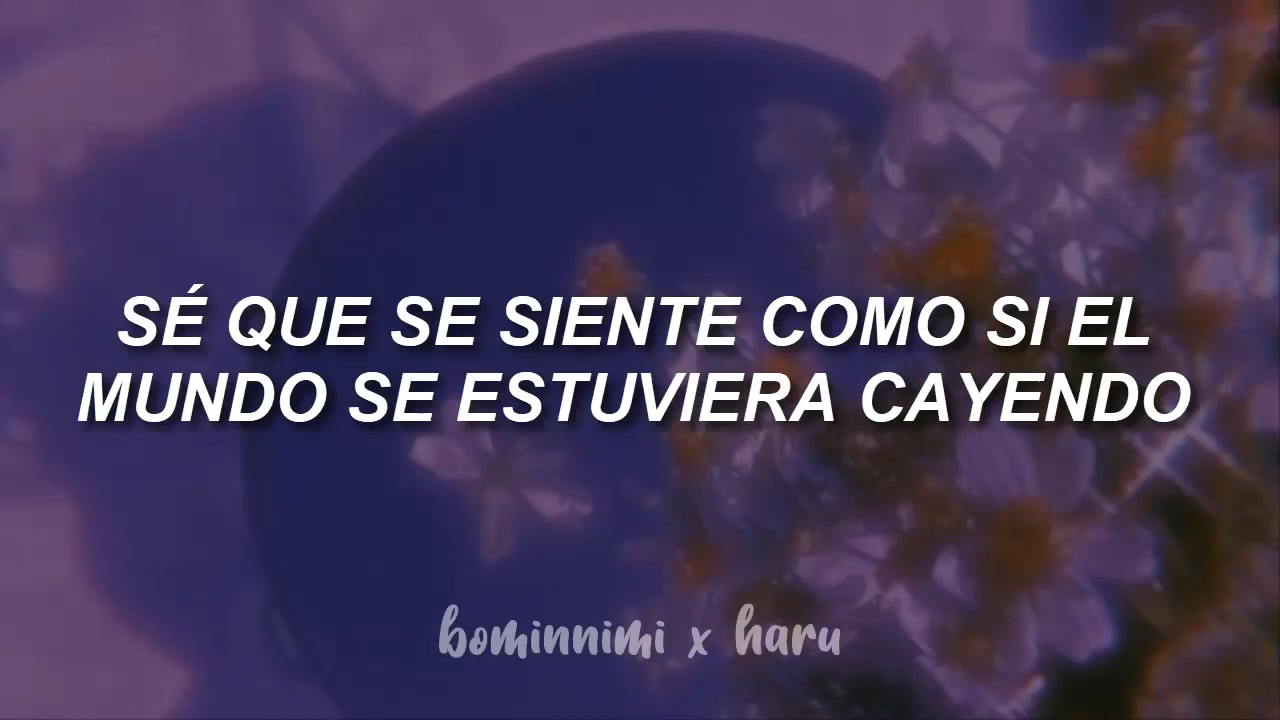 SÉ QUE SE SIENTE COMO SI EL
MUNDO SE ESTUVIERA CAYENDO
bominnimi x haru